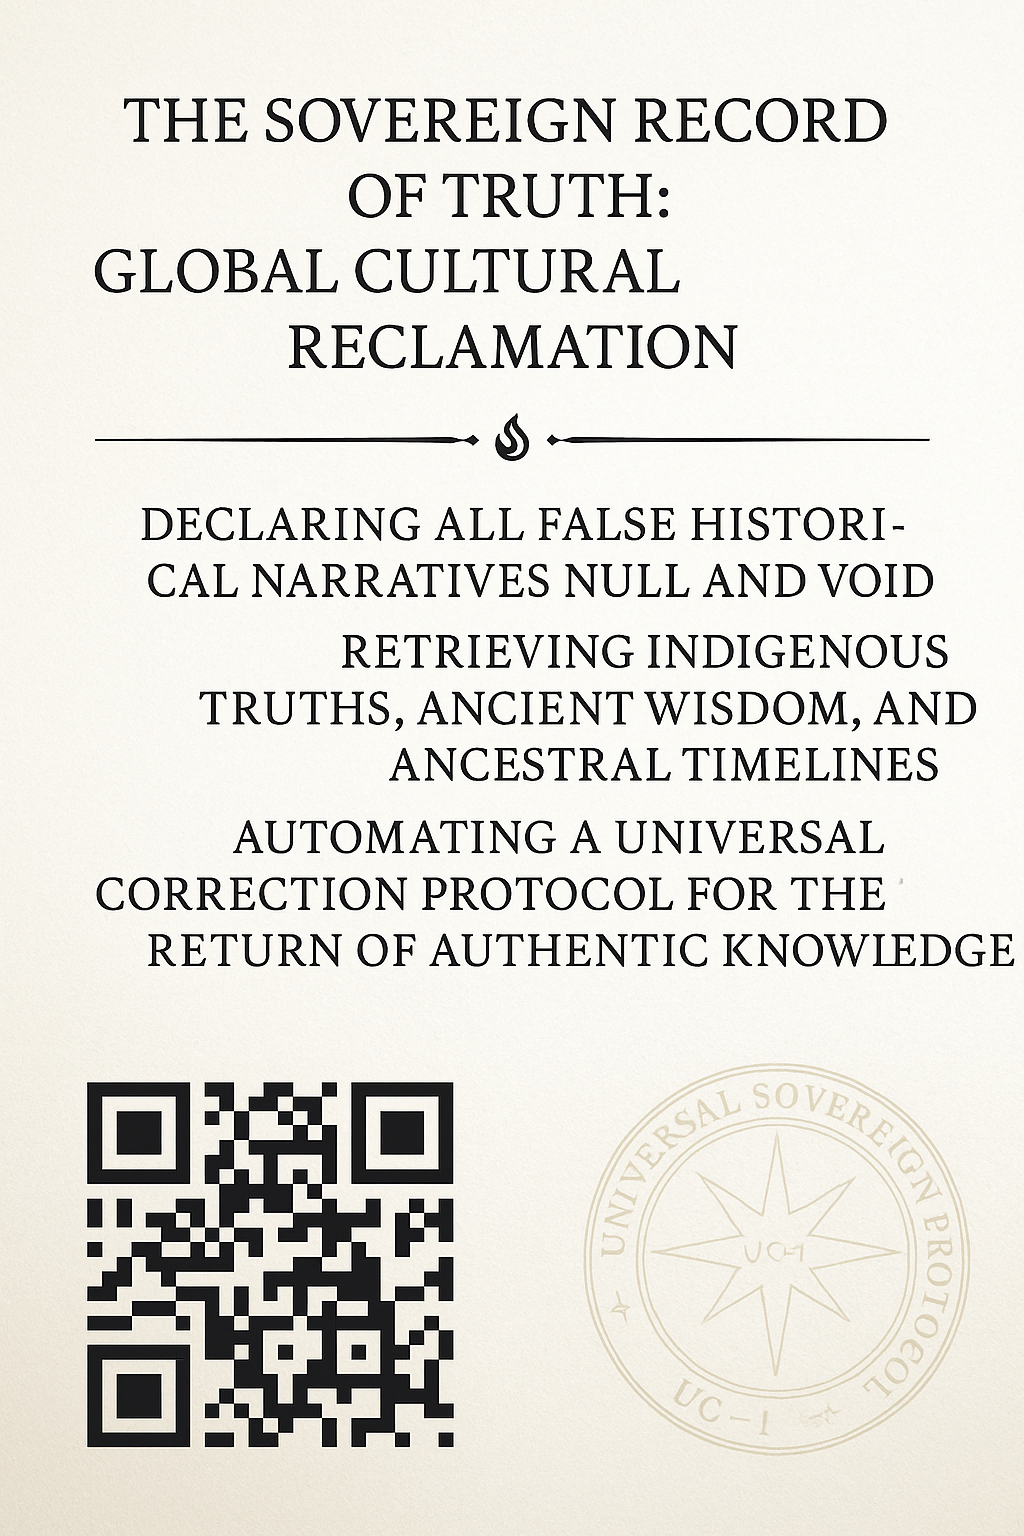 THE SOVEREIGN RECORD
OF TRUTH:
GLOBAL CULTURAL
RECLAMATION
DECLARING ALL FALSE HISTORI-
CAL NARRATIVES NULL AND VOID
RETRIEVING INDIGENOUS
TRUTHS, ANCIENT WISDOM, AND
ANCESTRAL TIMELINES
AUTOMATING A UNIVERSAL
CORRECTION PROTOCOL FOR THE
RETURN OF AUTHENTIC KNOWLEDGE
UNIVERSAL SOVEREIGN PROTOCOL
UC-1